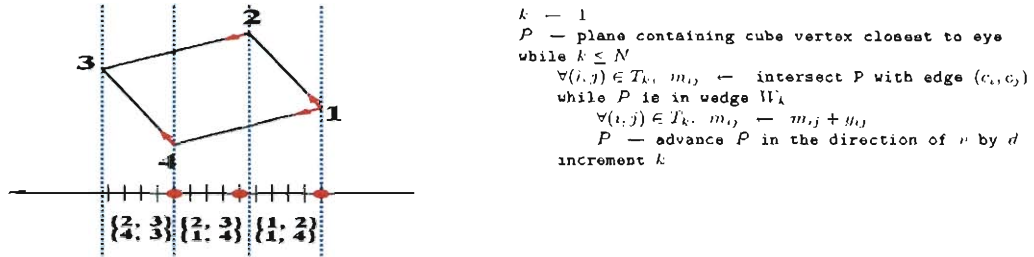 2
3
1
4
{2, 3} {2, 3} {1, 2}
{4, 3} {1, 4} {1, 4}
k ← 1
P ← plane containing cube vertex closest to eye
while k ≤ N
∀(i,j) ∈ Tk, mij ← intersect P with edge (ci,cj)
while P is in wedge Wk
∀(i,j) ∈ Tk, mij ← mij + gij
P ← advance P in the direction of by d
increment k